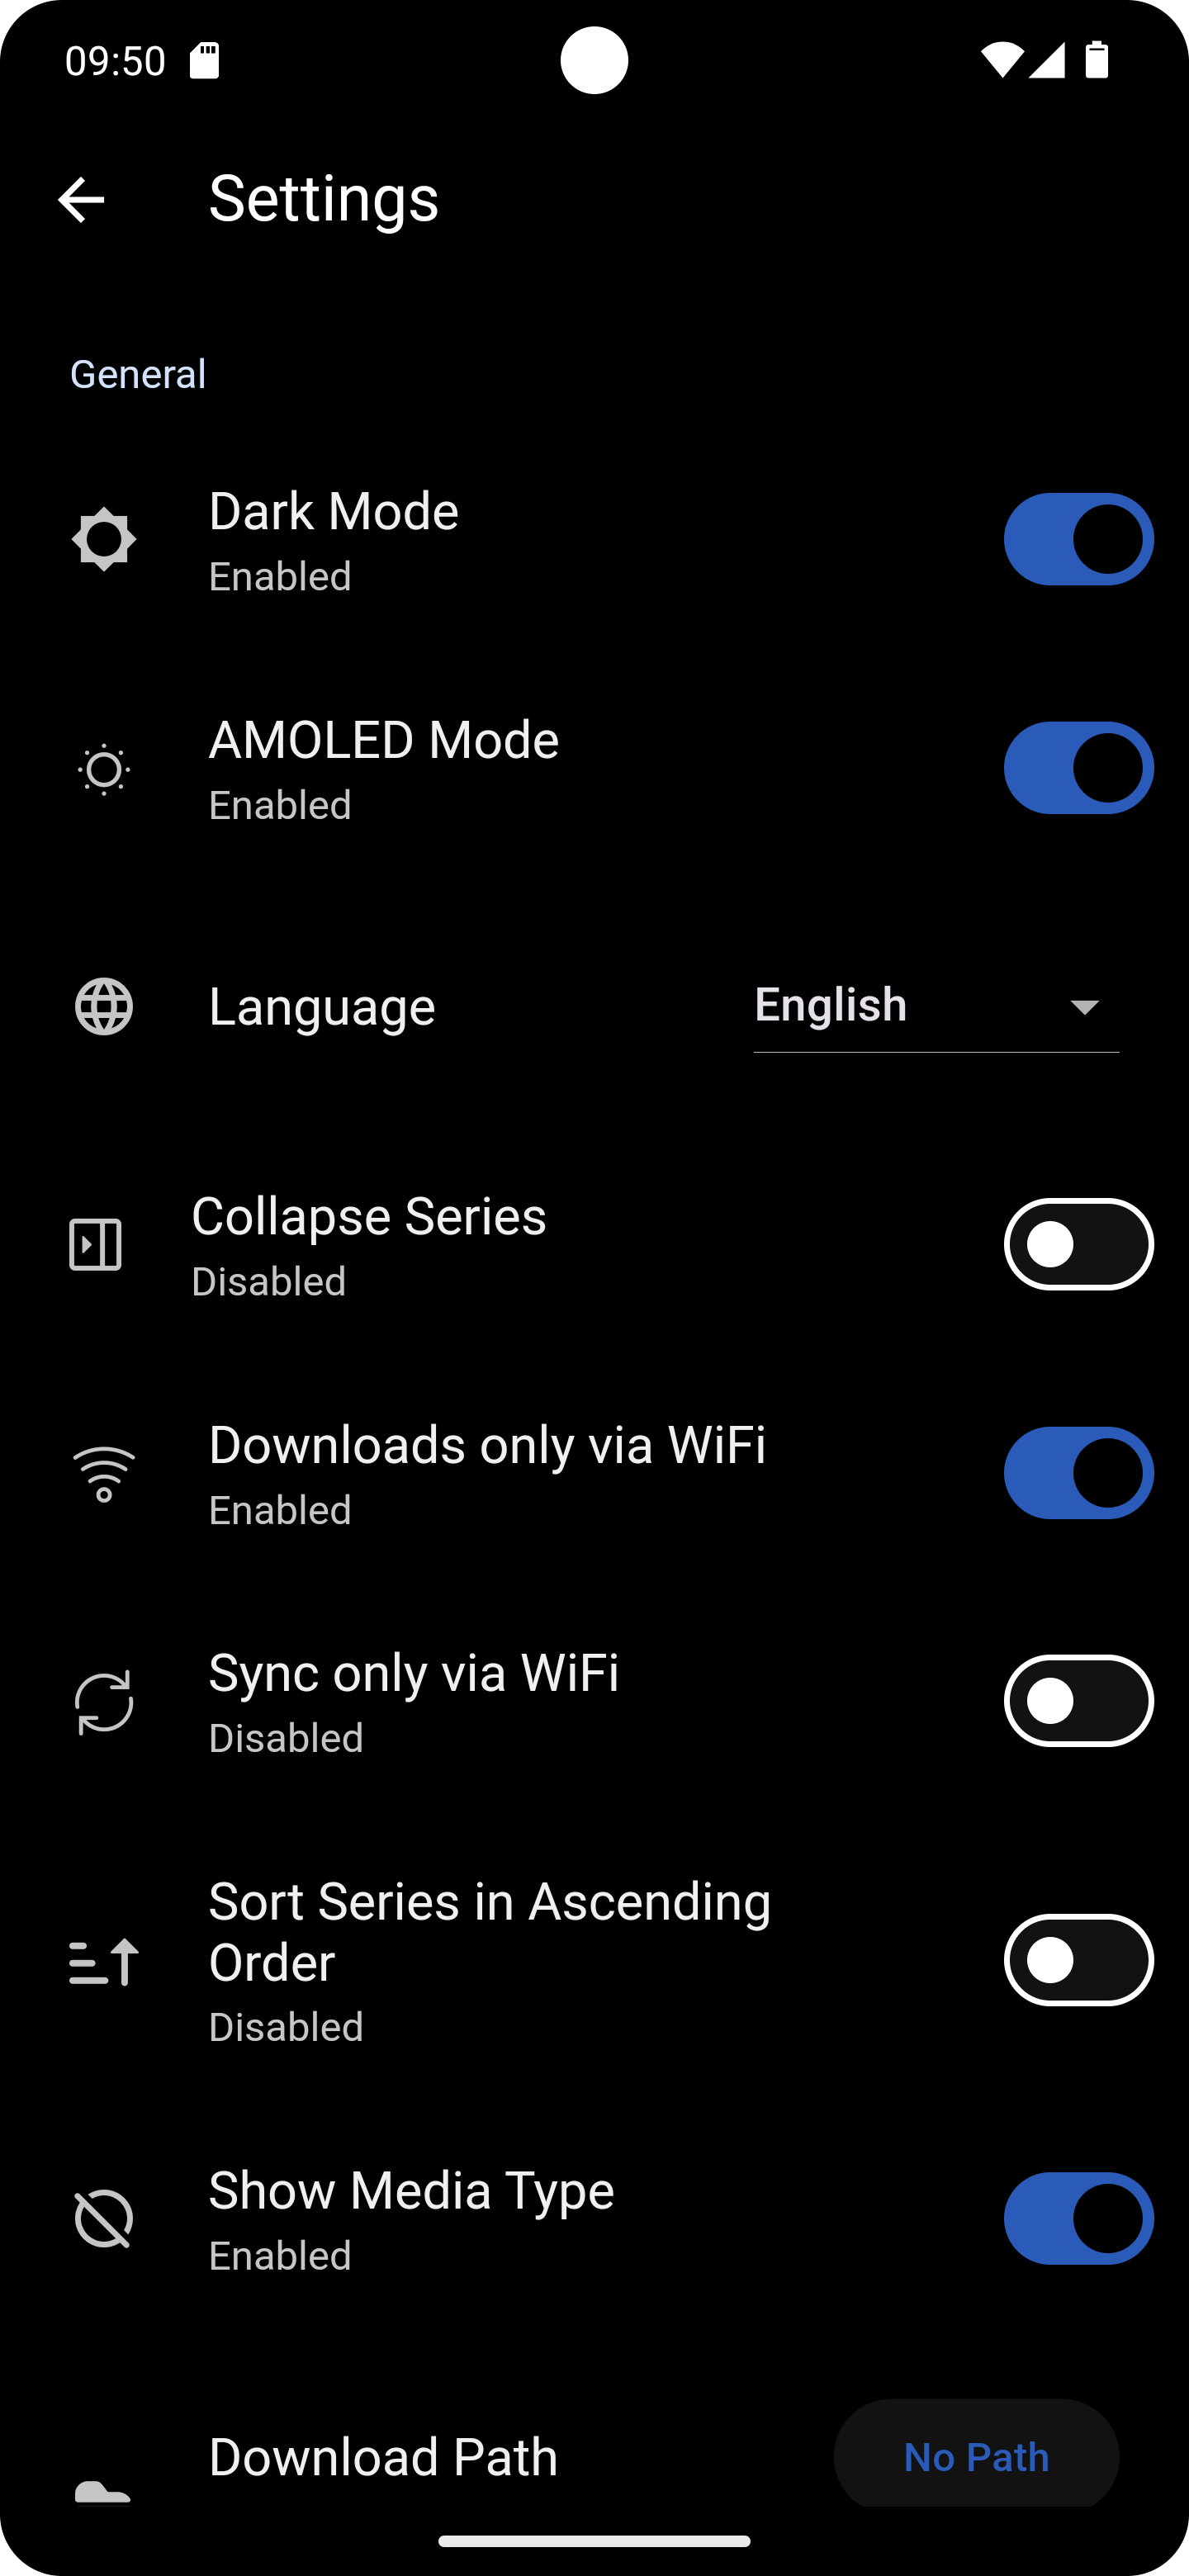 09:50
Settings
General
Dark Mode
Enabled
AMOLED Mode
Enabled
Language
English
Collapse Series
Disabled
Downloads only via WiFi
Enabled
Sync only via WiFi
Disabled
Sort Series in Ascending
Order
Disabled
Show Media Type
Enabled
Download Path
No Path